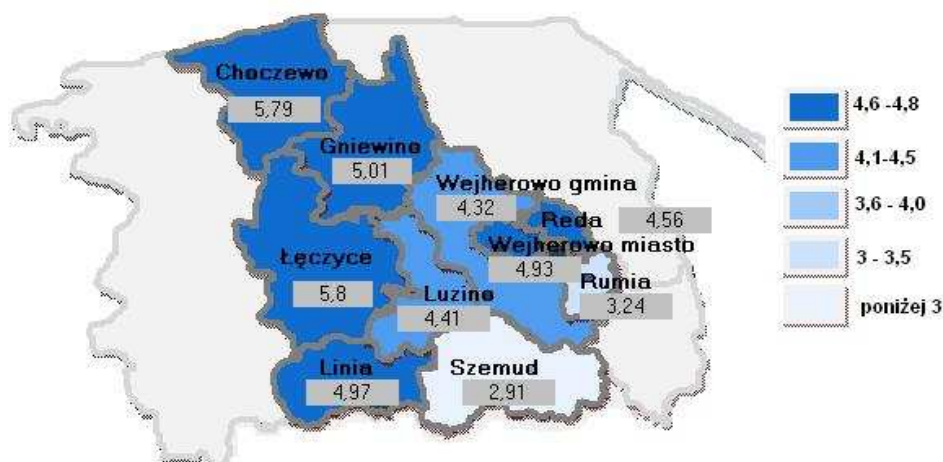 Choczewo
5,79
Gniewino
5,01
Wejherowo gmina
4,32
Reda 4,56
Wejherowo miasto
4,93
Łęczyce
5,8
Luzino
4,41
Rumia
3,24
Linia
4,97
Szemud
2,91
4,6 -4,8
4,1-4,5
3,6 - 4,0
3 - 3,5
poniżej 3